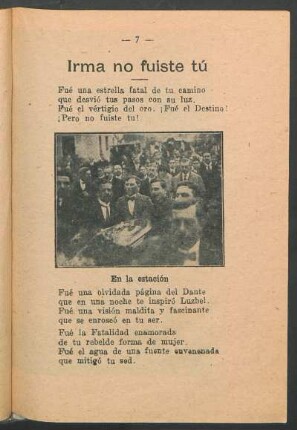 — 7 —
Irma no fuiste tú
Fué una estrella fatal de tu camino
que desvió tus pasos con su luz.
Fué el vértigio del oro. ¡Fué el Destino!
¡Pero no fuiste tu!
En la estación
Fué una olvidada página del Dante
que en una noche te inspiró Luzbel.
Fué una visión maldita y fascinante
que se enroscó en tu ser.
Fué la Fatalidad enamorada
de tu rebelde forma de mujer.
Fué el agua de una fuente envenenada
que mitigó tu sed.